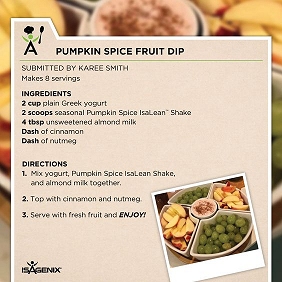 PUMPKIN SPICE FRUIT DIP
SUBMITTED BY KAREE SMITH
Makes 8 servings
INGREDIENTS
2 cup plain Greek yogurt
2 scoops seasonal Pumpkin Spice IsaLean™ Shake
4 tbsp unsweetened almond milk
Dash of cinnamon
Dash of nutmeg
DIRECTIONS
1. Mix yogurt, Pumpkin Spice IsaLean Shake,
and almond milk together.
2. Top with cinnamon and nutmeg.
3. Serve with fresh fruit and ENJOY!
ISAGENIX®